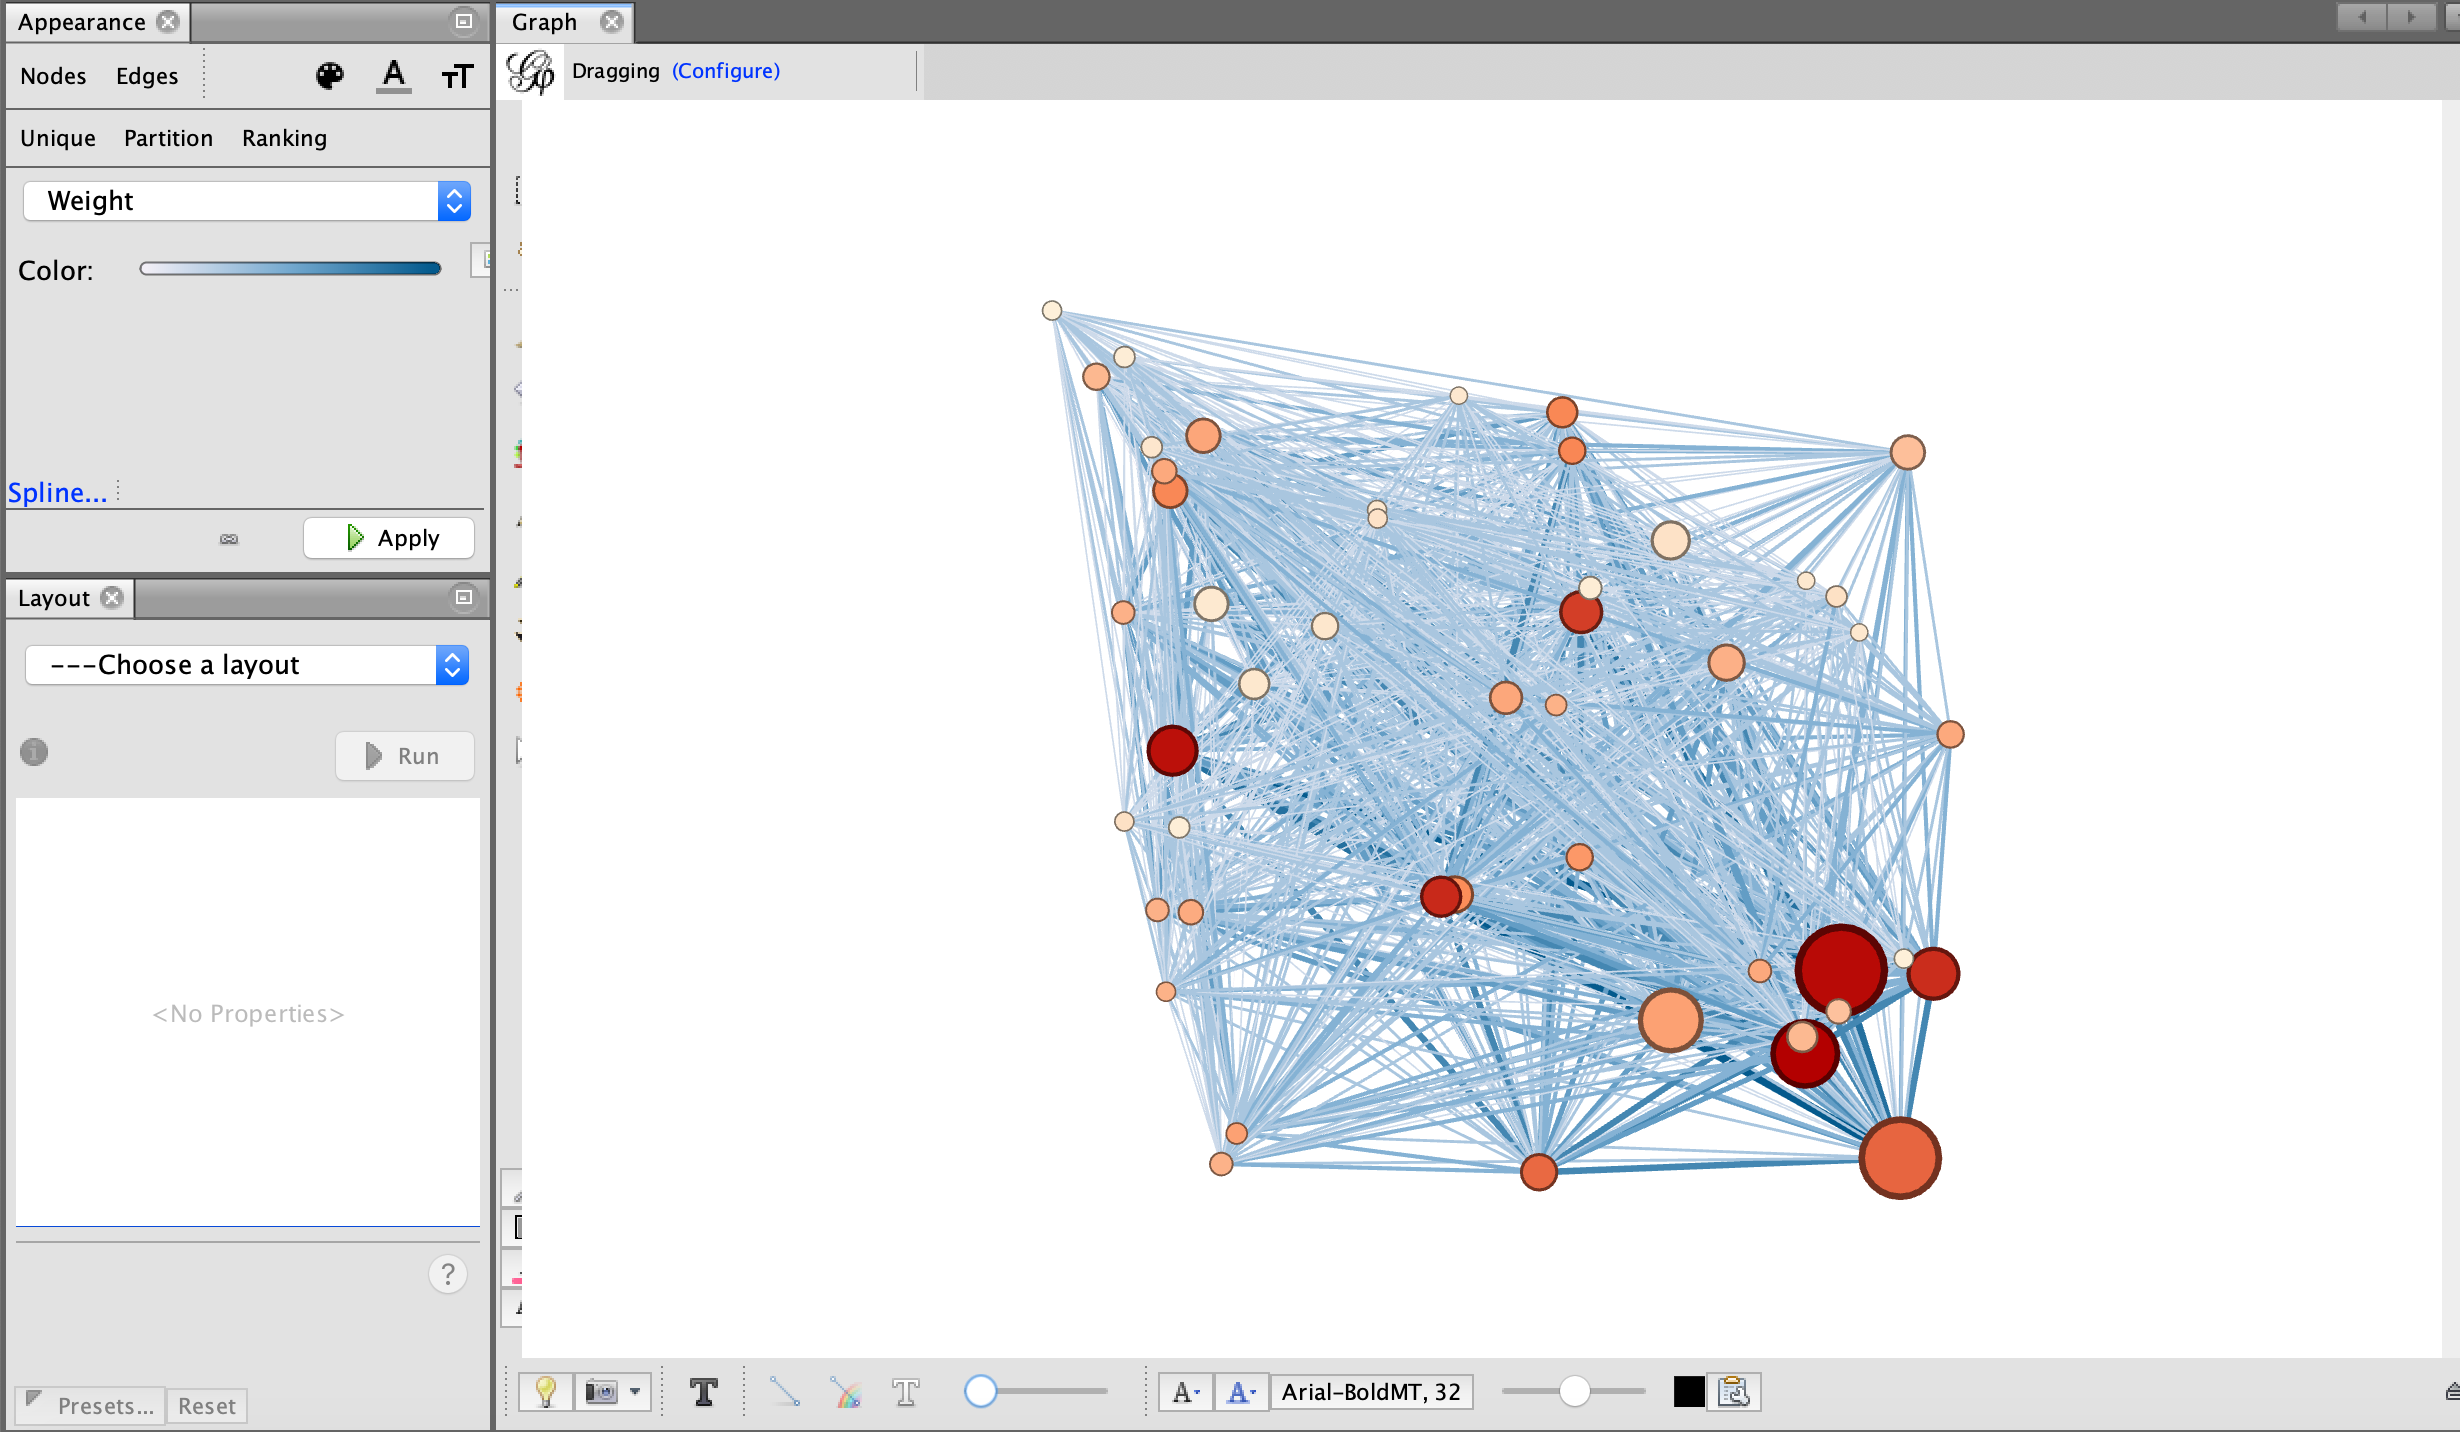 Appearance
Nodes Edges A TT
Unique Partition Ranking
Weight
Color:
Spline...
Apply
Layout
---Choose a layout
Run
<No Properties>
?
Presets... Reset
Graph
Dragging (Configure)
T T A A Arial-BoldMT, 32